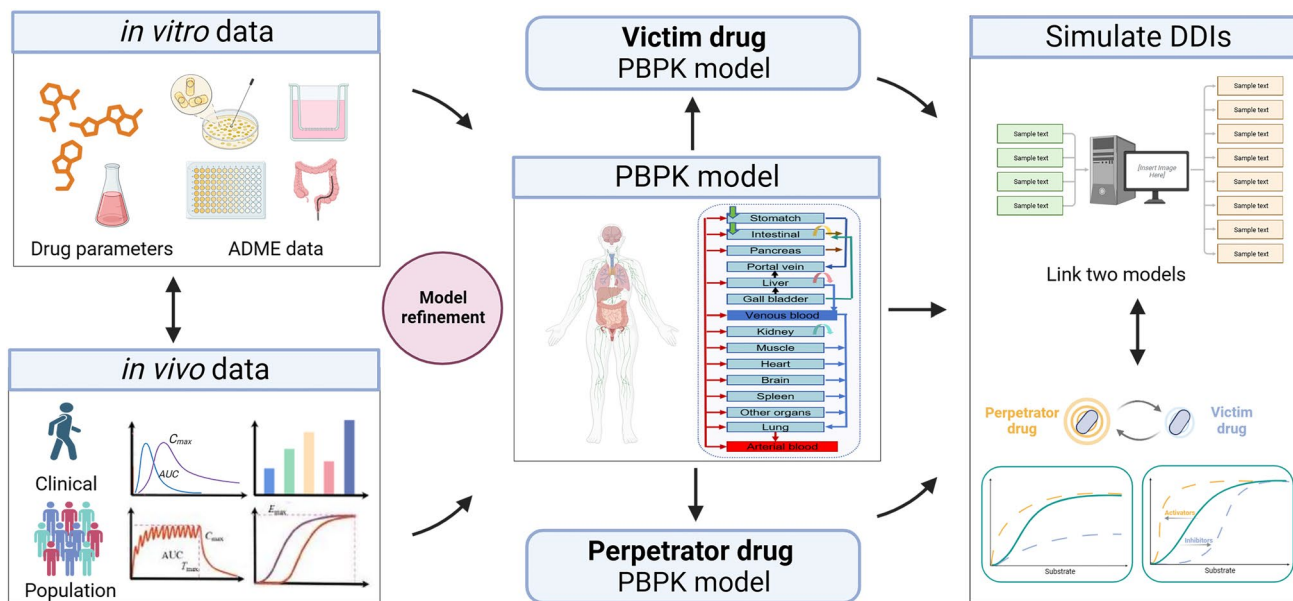 in vitro data
Drug parameters
ADME data
in vivo data
Clinical
Population
Cmax
AUC
AUC
Cmax
Tmax
Emax
Model
refinement
Victim drug
PBPK model
PBPK model
Stomatch
Intestinal
Pancreas
Portal vein
Liver
Gall bladder
Venous blood
Kidney
Muscle
Heart
Brain
Spleen
Other organs
Lung
Arterial blood
Perpetrator drug
PBPK model
Simulate DDIs
Sample text
Sample text
Sample text
Sample text
[Insert Image
Here]
Sample text
Sample text
Sample text
Sample text
Sample text
Sample text
Sample text
Sample text
Link two models
Perpetrator
drug
Victim
drug
Substrate
Activators
Inhibitors
Substrate